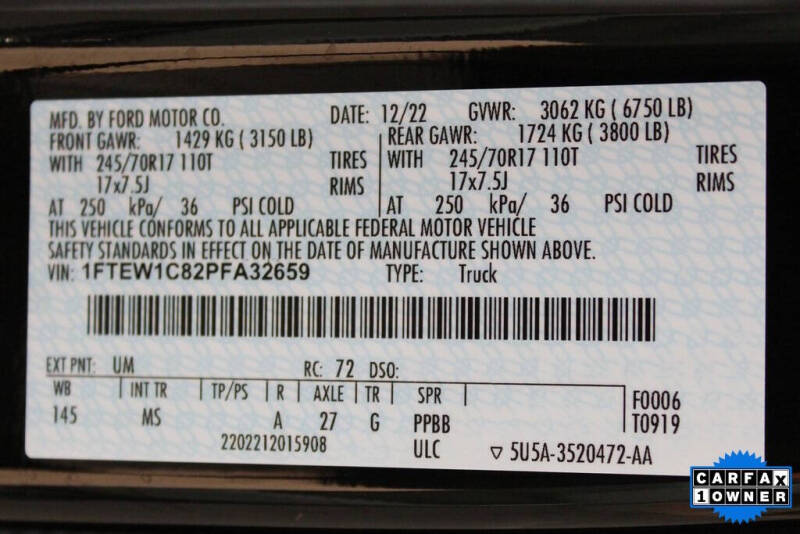 MFD. BY FORD MOTOR CO. DATE: 12/22 GVWR: 3062 KG ( 6750 LB)
FRONT GAWR: 1429 KG ( 3150 LB) REAR GAWR: 1724 KG ( 3800 LB)
WITH 245/70R17 110T TIRES WITH 245/70R17 110T TIRES
17x7.5J RIMS 17x7.5J RIMS
AT 250 kPa/ 36 PSI COLD AT 250 kPa/ 36 PSI COLD
THIS VEHICLE CONFORMS TO ALL APPLICABLE FEDERAL MOTOR VEHICLE
SAFETY STANDARDS IN EFFECT ON THE DATE OF MANUFACTURE SHOWN ABOVE.
VIN: 1FTEW1C82PFA32659 TYPE: Truck
EXT PNT: UM RC: 72 DSO:
WB INT TR TP/PS R AXLE TR SPR F0006
145 MS A 27 G PPBB T0919
2202212015908 ULC ▽ 5U5A-3520472-AA
CARFAX
1 OWNER